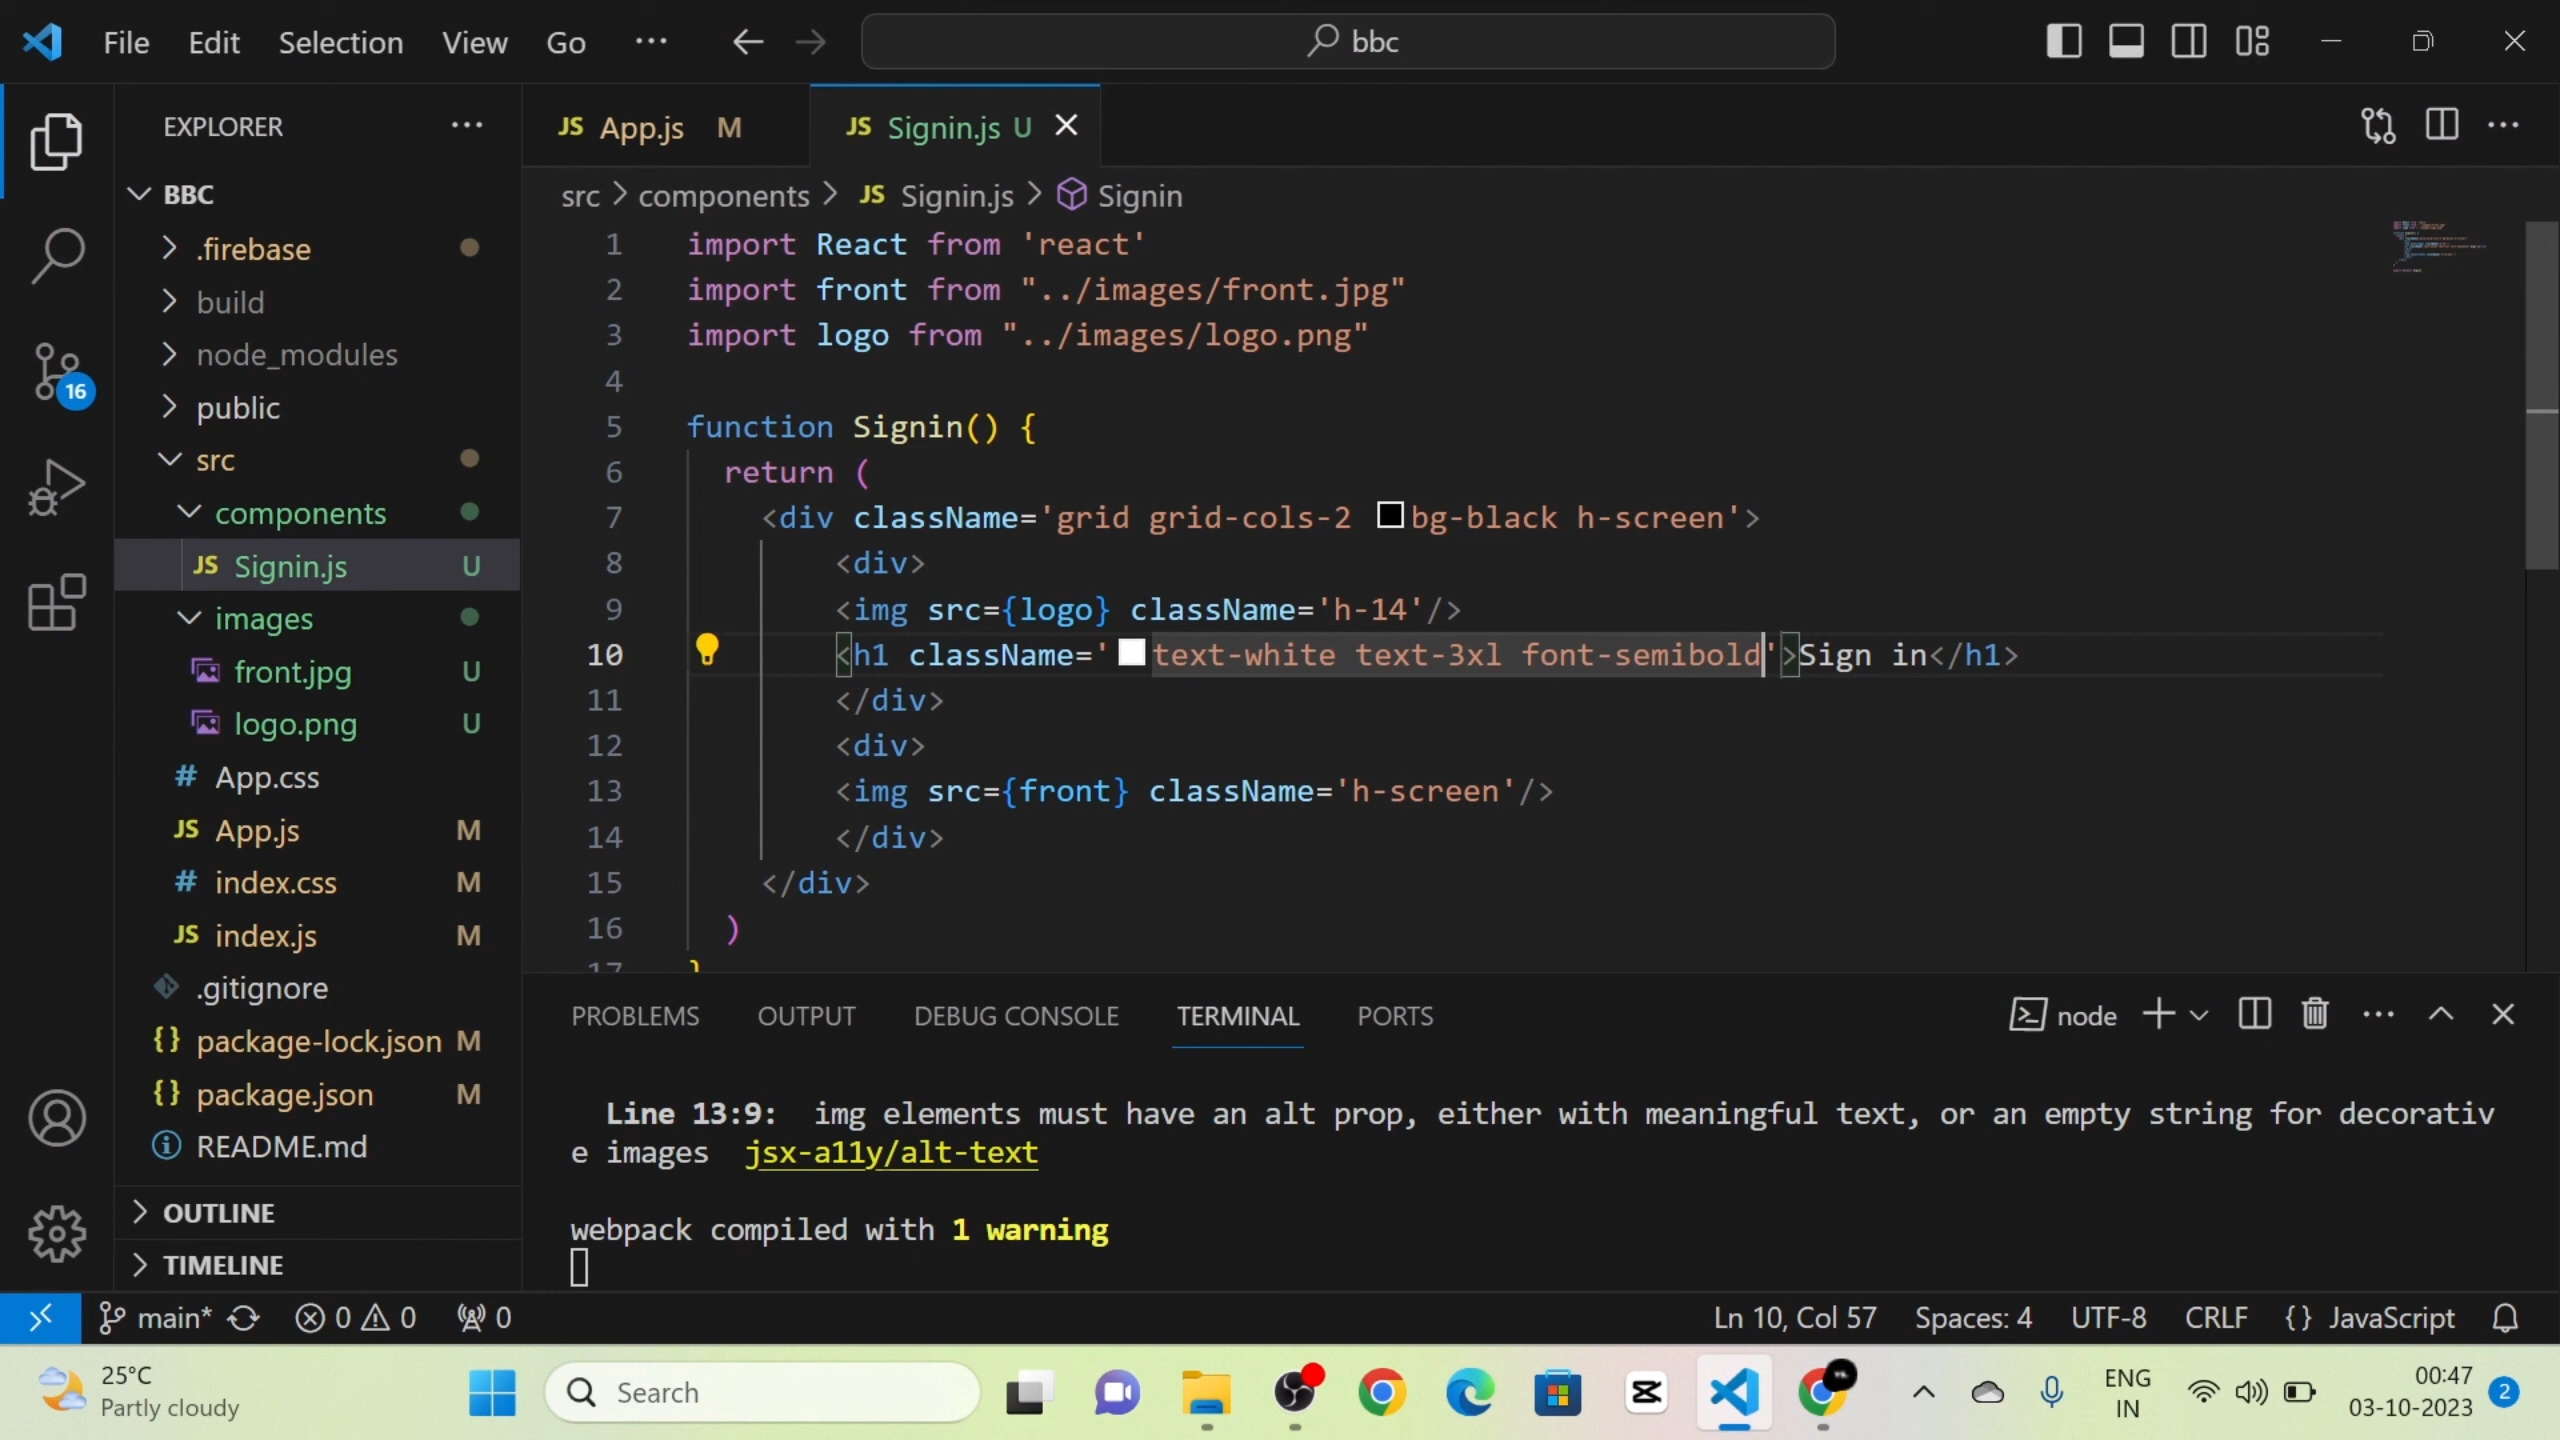 File Edit Selection View Go ··· bbc
EXPLORER ···
BBC
.firebase
build
node_modules
public
src
components
JS Signin.js U
images
front.jpg U
logo.png U
# App.css
JS App.js M
# index.css M
JS index.js M
.gitignore
{} package-lock.json M
{} package.json M
README.md
OUTLINE
TIMELINE
16
JS App.js M JS Signin.js U
src > components > JS Signin.js > Signin
1 import React from 'react'
2 import front from "../images/front.jpg"
3 import logo from "../images/logo.png"
4
5 function Signin() {
6 return (
7 <div className='grid grid-cols-2 bg-black h-screen'>
8 <div>
9 <img src={logo} className='h-14'/>
10 <h1 className='text-white text-3xl font-semibold'>Sign in</h1>
11 </div>
12 <div>
13 <img src={front} className='h-screen'/>
14 </div>
15 </div>
16 )
17 }
PROBLEMS OUTPUT DEBUG CONSOLE TERMINAL PORTS node
Line 13:9: img elements must have an alt prop, either with meaningful text, or an empty string for decorativ
e images jsx-a11y/alt-text
webpack compiled with 1 warning
main* 0 0 0 Ln 10, Col 57 Spaces: 4 UTF-8 CRLF {} JavaScript
25°C
Partly cloudy
Search
ENG
IN
00:47
03-10-2023
2